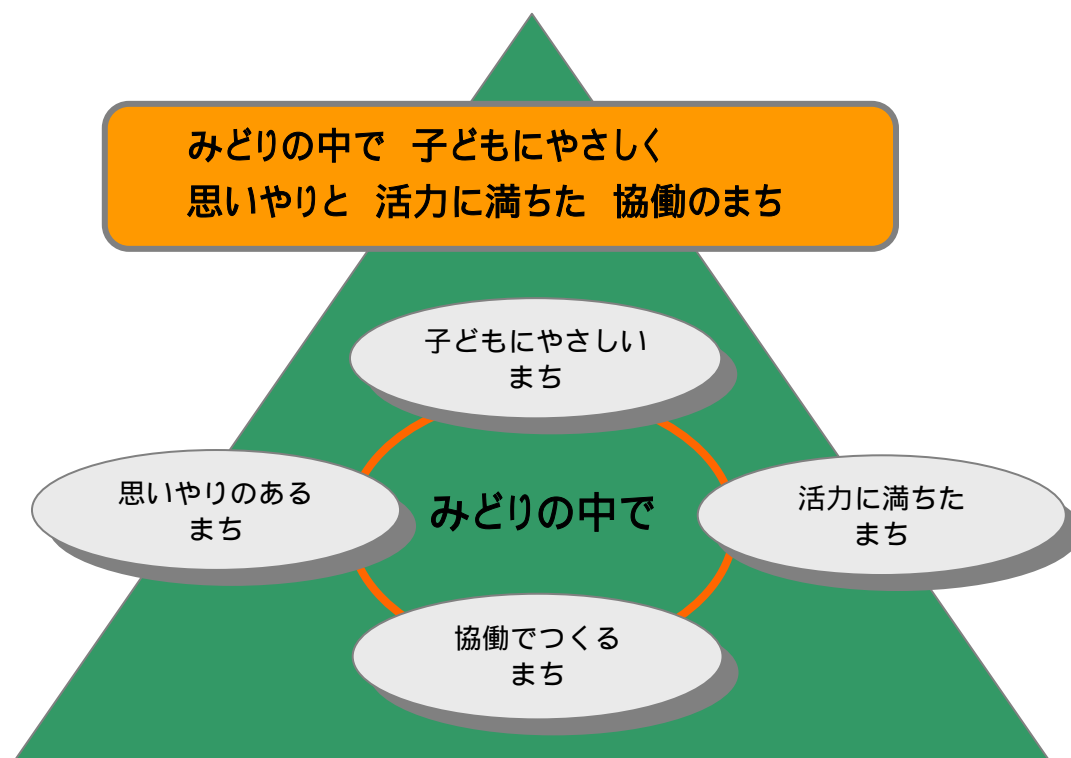 みどりの中で 子どもにやさしく
思いやりと 活力に満ちた 協働のまち
子どもにやさしい
まち
思いやりのある
まち
みどりの中で
活力に満ちた
まち
協働でつくる
まち